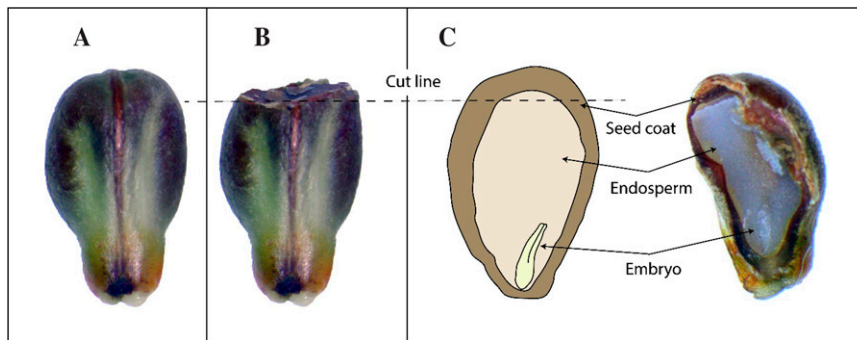 A
B
C
Cut line
Seed coat
Endosperm
Embryo